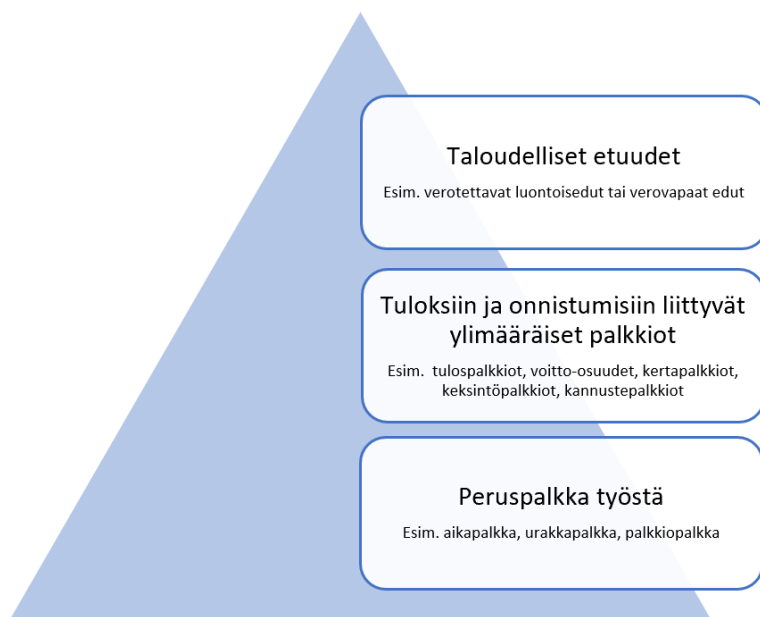 Taloudelliset etuudet
Esim. verotettavat luontoisedut tai verovapaat edut
Tuloksiin ja onnistumisiin liittyvät
ylimääräiset palkkiot
Esim. tulospalkkiot, voitto-osuudet, kertapalkkiot,
keksintöpalkkiot, kannustepalkkiot
Peruspalkka työstä
Esim. aikapalkka, urakkapalkka, palkkiopalkka